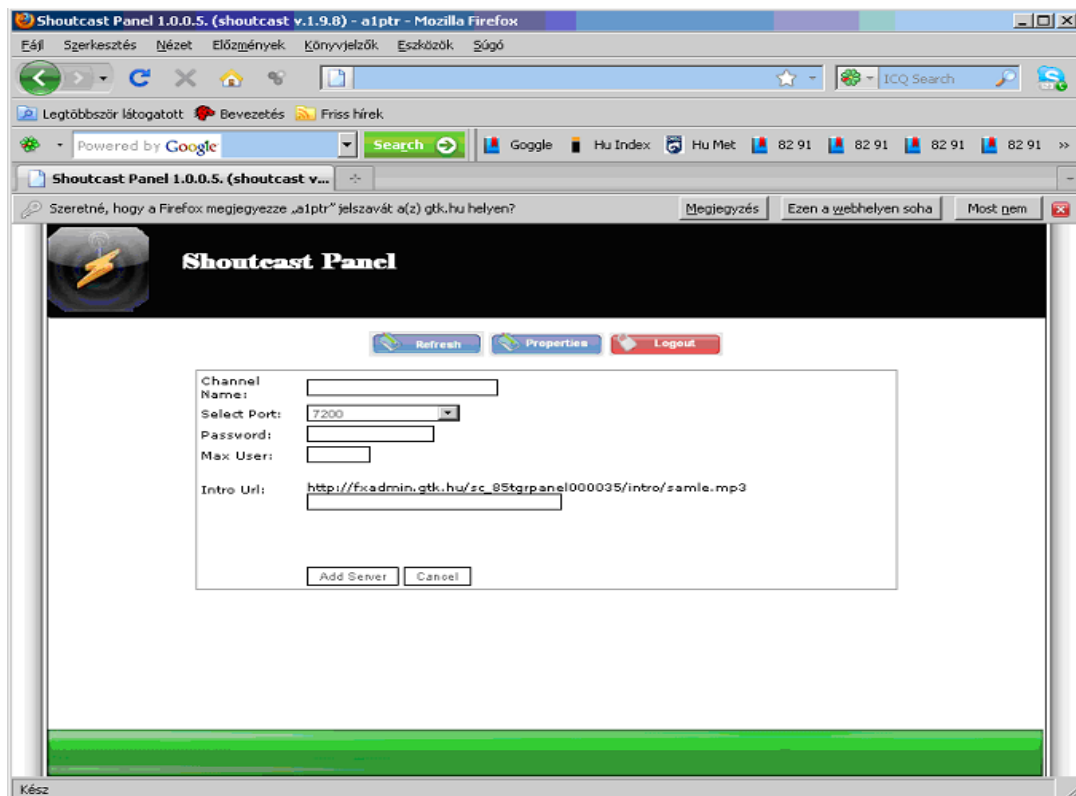 Shoutcast Panel 1.0.0.5. (shoutcast v.1.9.8) - a1ptr - Mozilla Firefox
Fájl Szerkesztés Nézet Előzmények Könyvjelzők Eszközök Súgó
ICQ Search
Legtöbbször látogatott Bevezetés Friss hírek
Powered by Google Search Goggle Hu Index Hu Met 82 91 82 91 82 91 82 91 »
Shoutcast Panel 1.0.0.5. (shoutcast v...
Szeretné, hogy a Firefox megjegyezze „a1ptr” jelszavát a(z) gtk.hu helyen? Megjegyzés Ezen a webhelyen soha Most nem
Shoutcast Panel
Refresh Properties Logout
Channel
Name:
Select Port: 7200
Password:
Max User:
Intro Url: http://fxadmin.gtk.hu/sc_85tgrpanel000035/intro/samle.mp3
Add Server Cancel
Kész